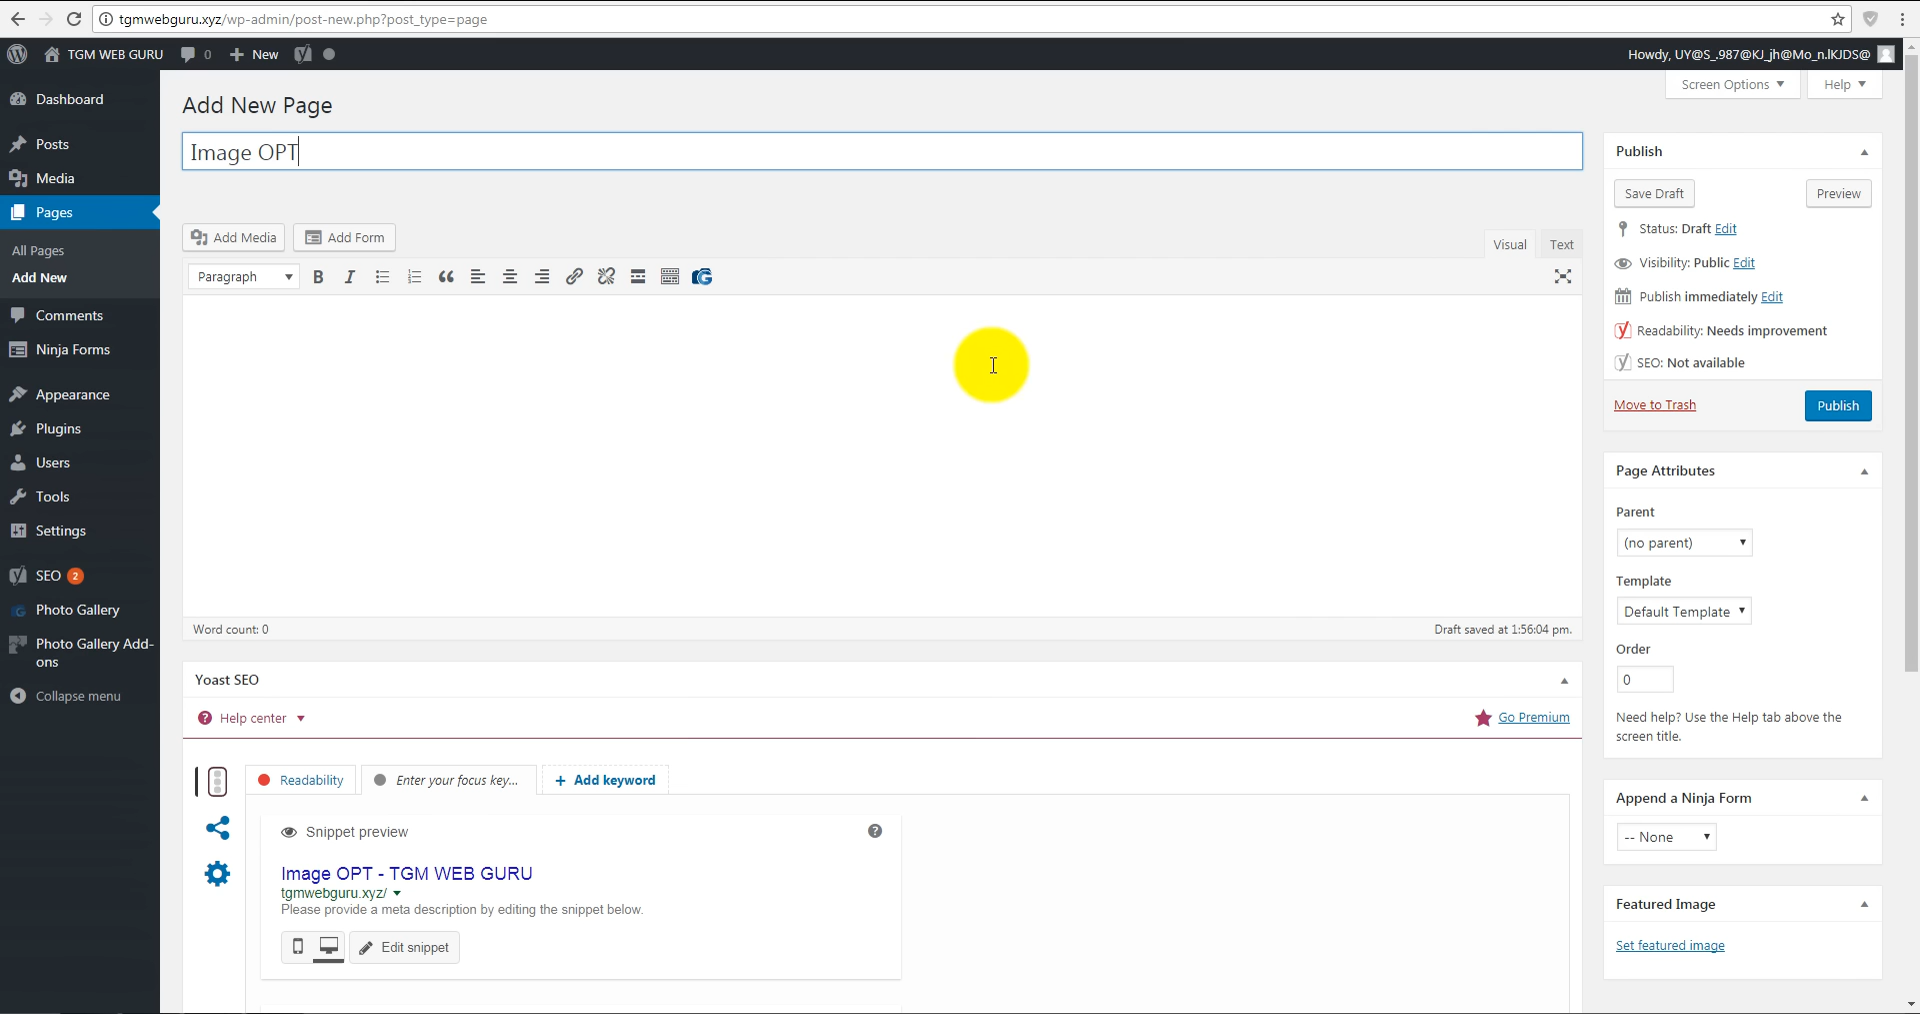 tgmwebguru.xyz/wp-admin/post-new.php?post_type=page
TGM WEB GURU 0 New
Howdy, UY@S_.987@KJ_jh@Mo_n.lKJDS@
Screen Options Help
Dashboard
Posts
Media
Pages
All Pages
Add New
Comments
Ninja Forms
Appearance
Plugins
Users
Tools
Settings
SEO 2
Photo Gallery
Photo Gallery Add-
ons
Collapse menu
Add New Page
Image OPT
Add Media Add Form
Visual Text
Paragraph B I
Word count: 0
Draft saved at 1:56:04 pm.
Yoast SEO
Help center
Go Premium
Readability Enter your focus key... + Add keyword
Snippet preview
Image OPT - TGM WEB GURU
tgmwebguru.xyz/
Please provide a meta description by editing the snippet below.
Edit snippet
Publish
Save Draft Preview
Status: Draft Edit
Visibility: Public Edit
Publish immediately Edit
Readability: Needs improvement
SEO: Not available
Move to Trash Publish
Page Attributes
Parent
(no parent)
Template
Default Template
Order
0
Need help? Use the Help tab above the
screen title.
Append a Ninja Form
-- None
Featured Image
Set featured image